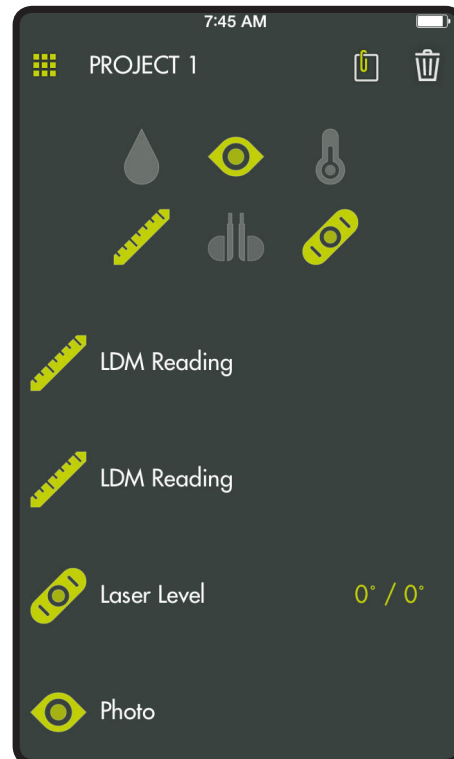 7:45 AM
PROJECT 1
LDM Reading
LDM Reading
Laser Level 0° / 0°
Photo